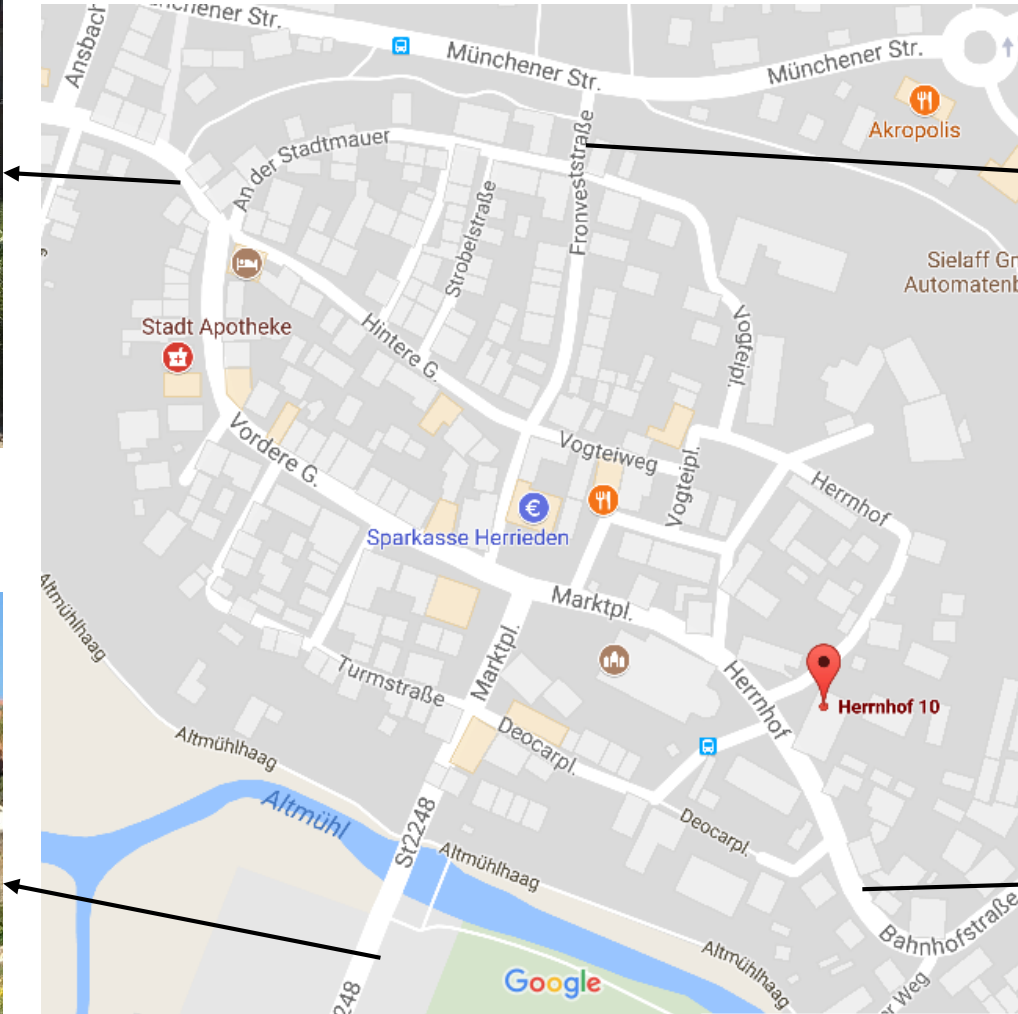 Münchener Str.
Ansbach
Münchener Str.
Münchener Str.
Akropolis
An der Stadtmauer
Fronveststraße
Strobelstraße
Sielaff Gm
Automatenb
Stadt Apotheke
Hintere G.
Vogteipl.
Vordere G.
Vogteiweg
Vogteipl.
Herrnhof
Sparkasse Herrieden
Altmühlhaag
Marktpl.
Marktpl.
Turmstraße
Herrnhof
Herrnhof 10
Deocarpl.
Altmühlhaag
Altmühl
St2248
Deocarpl.
Altmühlhaag
Bahnhofstraße
Altmühlhaag
Google
248
er Weg